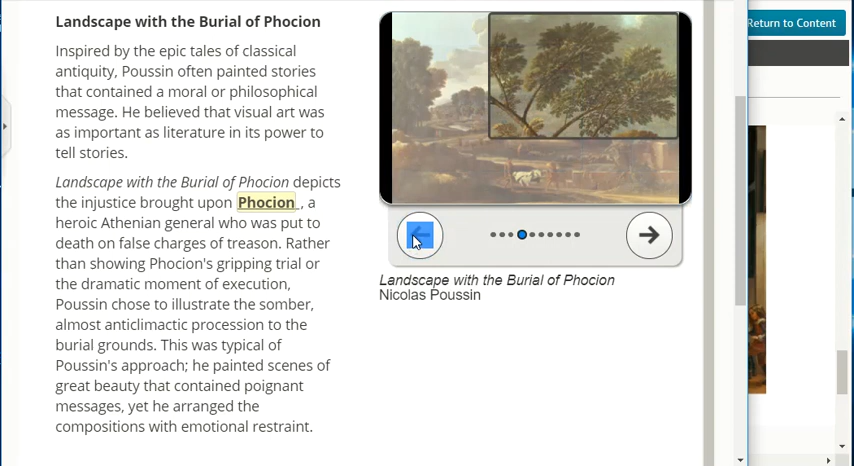 Landscape with the Burial of Phocion
Inspired by the epic tales of classical
antiquity, Poussin often painted stories
that contained a moral or philosophical
message. He believed that visual art was
as important as literature in its power to
tell stories.
Landscape with the Burial of Phocion depicts
the injustice brought upon Phocion , a
heroic Athenian general who was put to
death on false charges of treason. Rather
than showing Phocion's gripping trial or
the dramatic moment of execution,
Poussin chose to illustrate the somber,
almost anticlimactic procession to the
burial grounds. This was typical of
Poussin's approach; he painted scenes of
great beauty that contained poignant
messages, yet he arranged the
compositions with emotional restraint.
Landscape with the Burial of Phocion
Nicolas Poussin
Return to Content